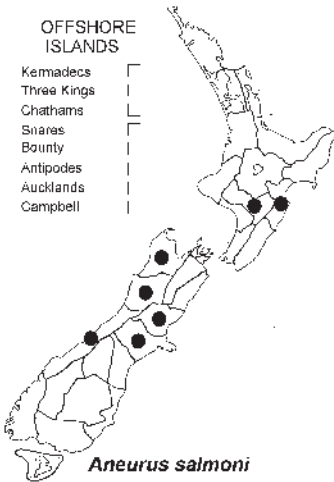 OFFSHORE
ISLANDS
Kermadecs
Three Kings
Chathams
Snares
Bounty
Antipodes
Aucklands
Campbell
Aneurus salmoni